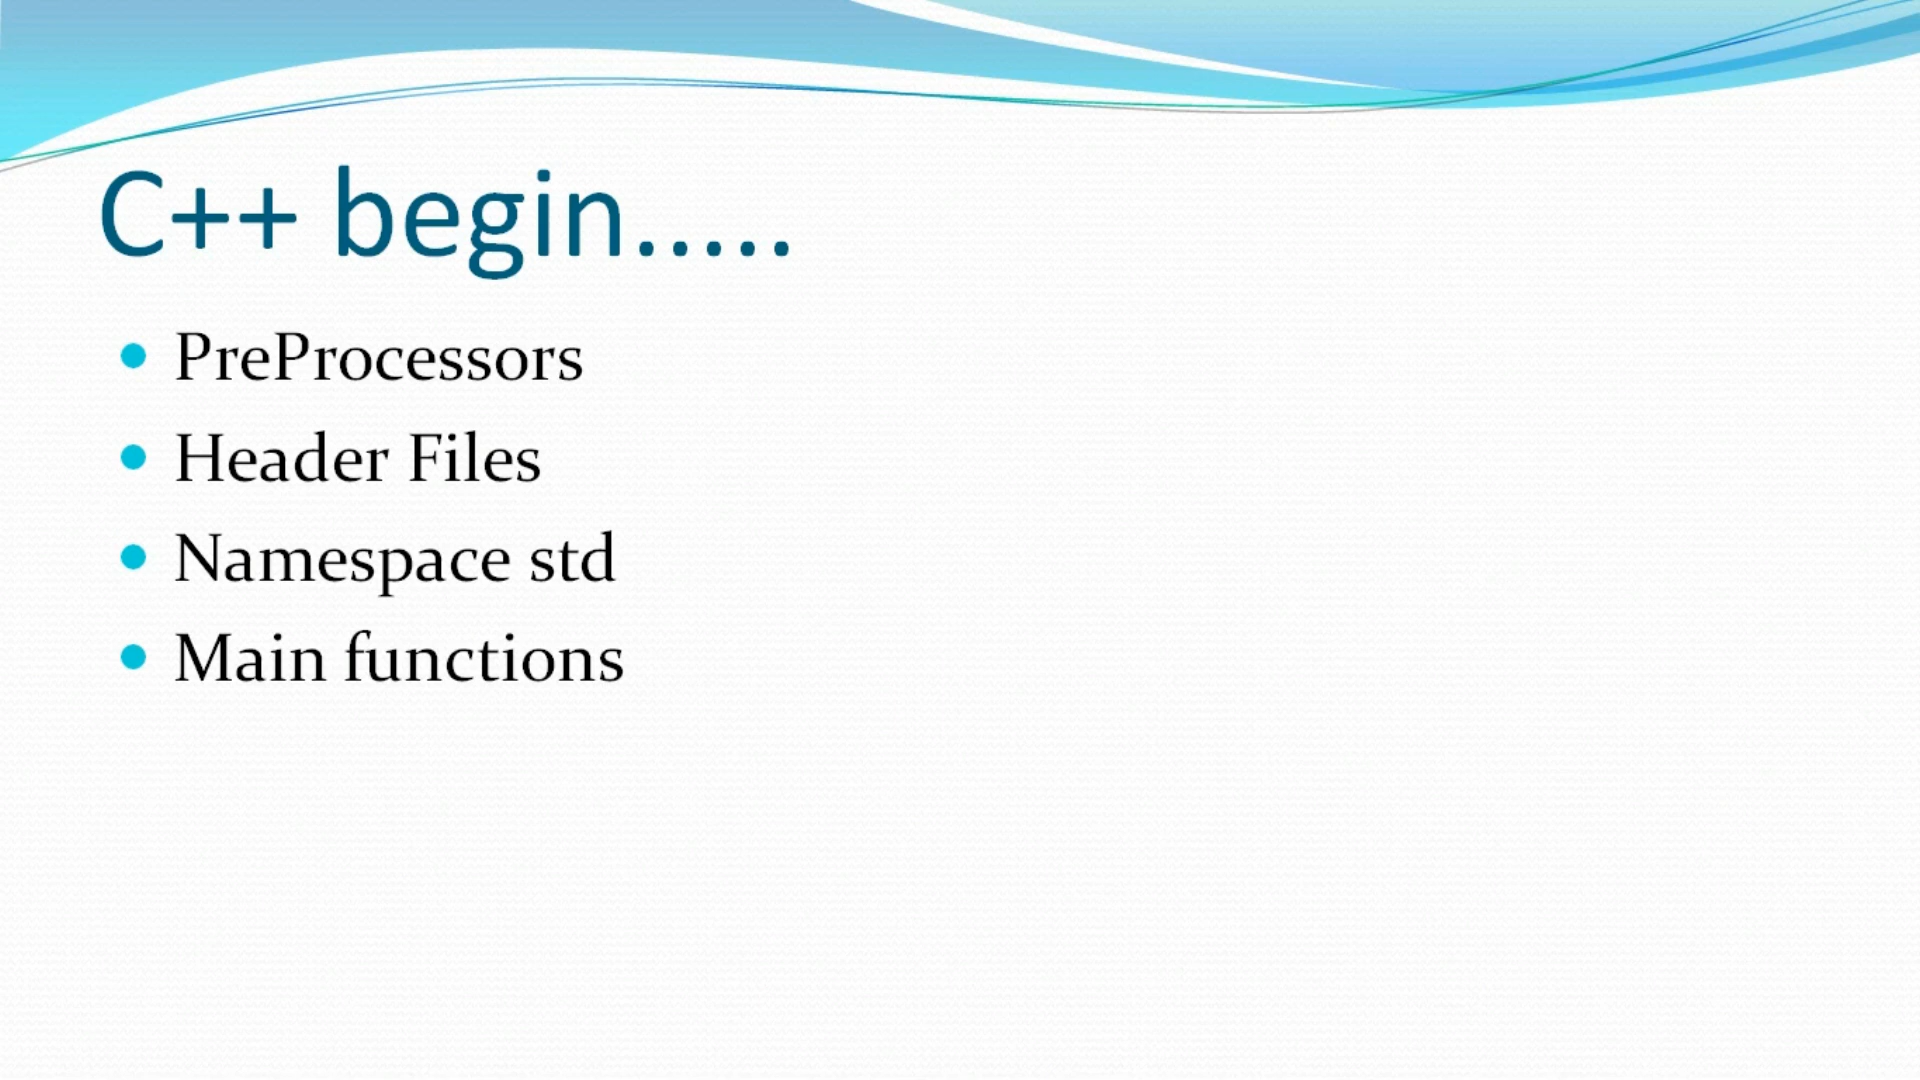 C++ begin.....
PreProcessors
Header Files
Namespace std
Main functions